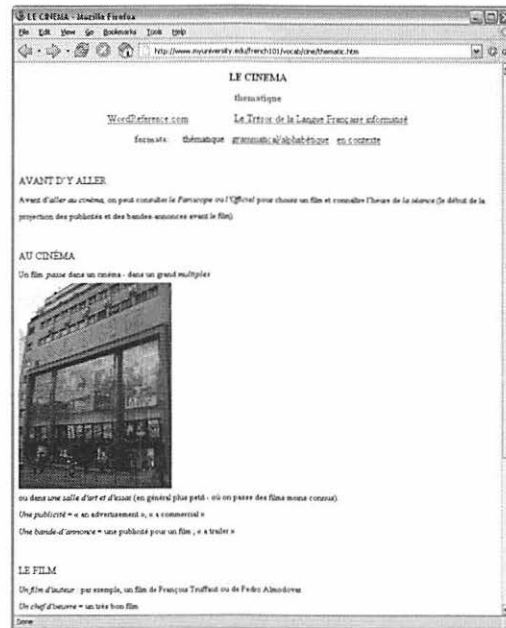 LE CINEMA - Mozilla Firefox
File Edit View Go Bookmarks Tools Help
http://www.myuniversity.edu/french101/vocab/cine/thematic.htm
LE CINEMA
thematique
WordReference.com Le Trésor de la Langue Française informatisé
formats: thématique grammatical/alphabétique en contexte
AVANT D'Y ALLER
Avant d'aller au cinéma, on peut consulter le Pariscope ou l'Officiel pour choisir un film et connaître l'heure de la séance (le début de la
projection des publicités et des bandes-annonces avant le film).
AU CINÉMA
Un film passe dans un cinéma - dans un grand multiplex
ou dans une salle d'art et d'essai (en général plus petit - où on passe des films moins connus).
Une publicité = « an advertisement », « a commercial »
Une bande-d'annonce = une publicité pour un film ; « a trailer »
LE FILM
Un film d'auteur : par exemple, un film de François Truffaut ou de Pedro Almodovar
Un chef d'oeuvre = un très bon film
Done